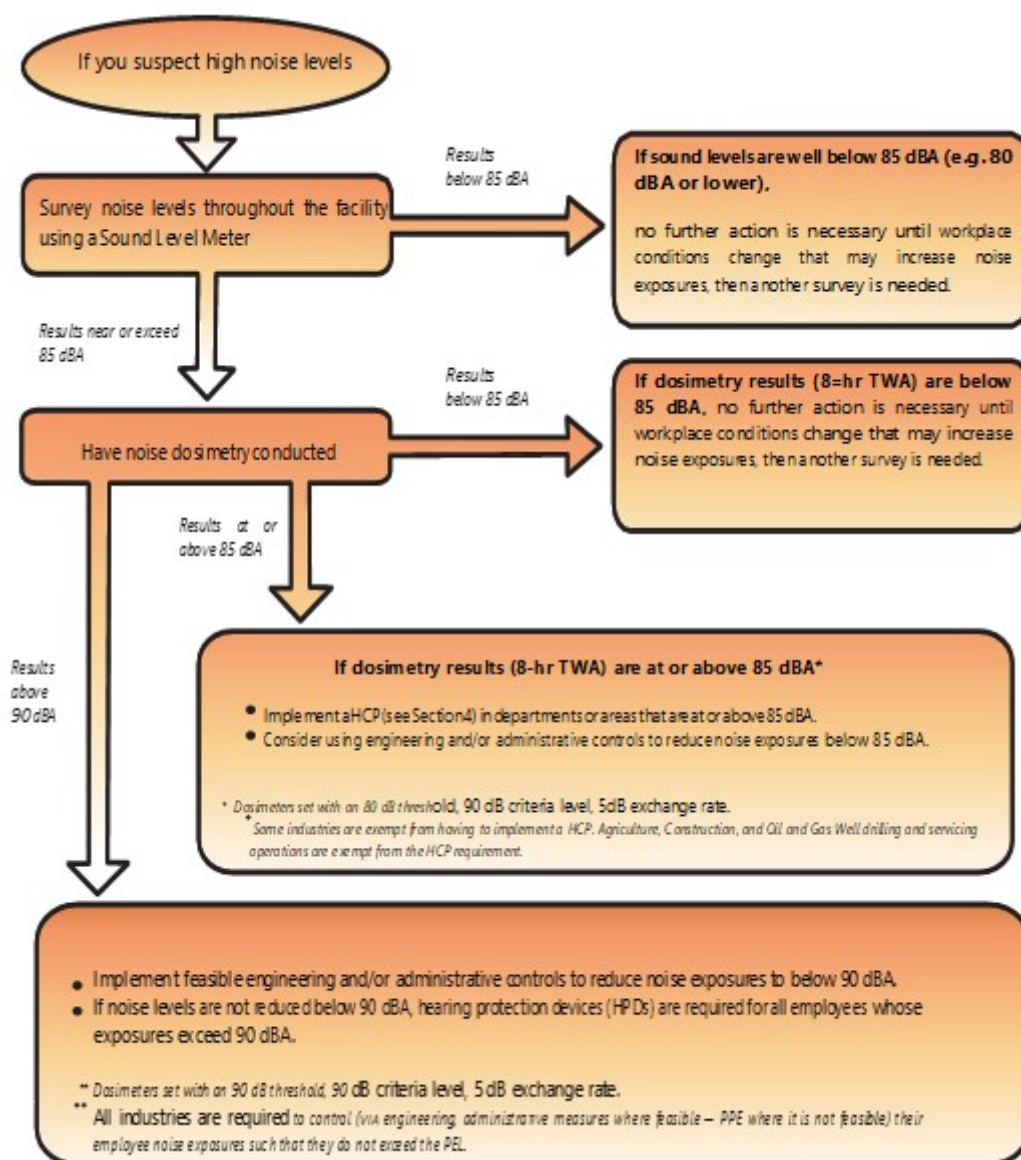 If you suspect high noise levels
Results
below 85 dBA
Survey noise levels throughout the facility
using a Sound Level Meter
If sound levels are well below 85 dBA (e.g. 80
dBA or lower),
no further action is necessary until workplace
conditions change that may increase noise
exposures, then another survey is needed.
Results near or exceed
85 dBA
Results
below 85 dBA
Have noise dosimetry conducted
If dosimetry results (8=hr TWA) are below
85 dBA, no further action is necessary until
workplace conditions change that may increase
noise exposures, then another survey is needed.
Results at or
above 85 dBA
Results
above
90 dBA
If dosimetry results (8-hr TWA) are at or above 85 dBA*
• Implement a HCP (see Section 4) in departments or areas that are at or above 85 dBA.
• Consider using engineering and/or administrative controls to reduce noise exposures below 85 dBA.
* Dosimeters set with an 80 dB threshold, 90 dB criteria level, 5dB exchange rate.
* Some industries are exempt from having to implement a HCP. Agriculture, Construction, and Oil and Gas Well drilling and servicing
operations are exempt from the HCP requirement.
• Implement feasible engineering and/or administrative controls to reduce noise exposures to below 90 dBA.
• If noise levels are not reduced below 90 dBA, hearing protection devices (HPDs) are required for all employees whose
exposures exceed 90 dBA.
** Dosimeters set with an 90 dB threshold, 90 dB criteria level, 5 dB exchange rate.
** All industries are required to control (VIA engineering, administrative measures where feasible – PPE where it is not feasible) their
employee noise exposures such that they do not exceed the PEL.